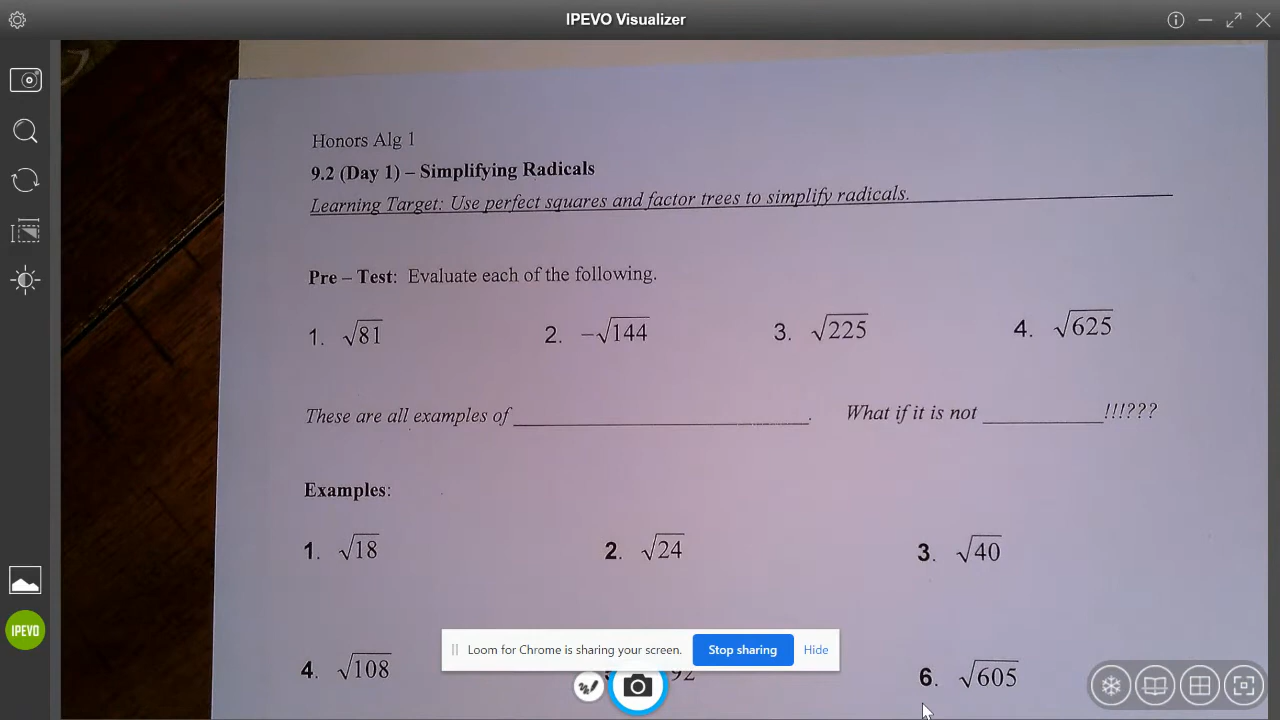 IPEVO Visualizer
Honors Alg 1
9.2 (Day 1) – Simplifying Radicals
Learning Target: Use perfect squares and factor trees to simplify radicals.
Pre – Test: Evaluate each of the following.
1. √81 2. −√144 3. √225 4. √625
These are all examples of ______________________________. What if it is not ____________!!!???
Examples:
1. √18 2. √24 3. √40
Loom for Chrome is sharing your screen. Stop sharing Hide
4. √108 92 6. √605
IPEVO